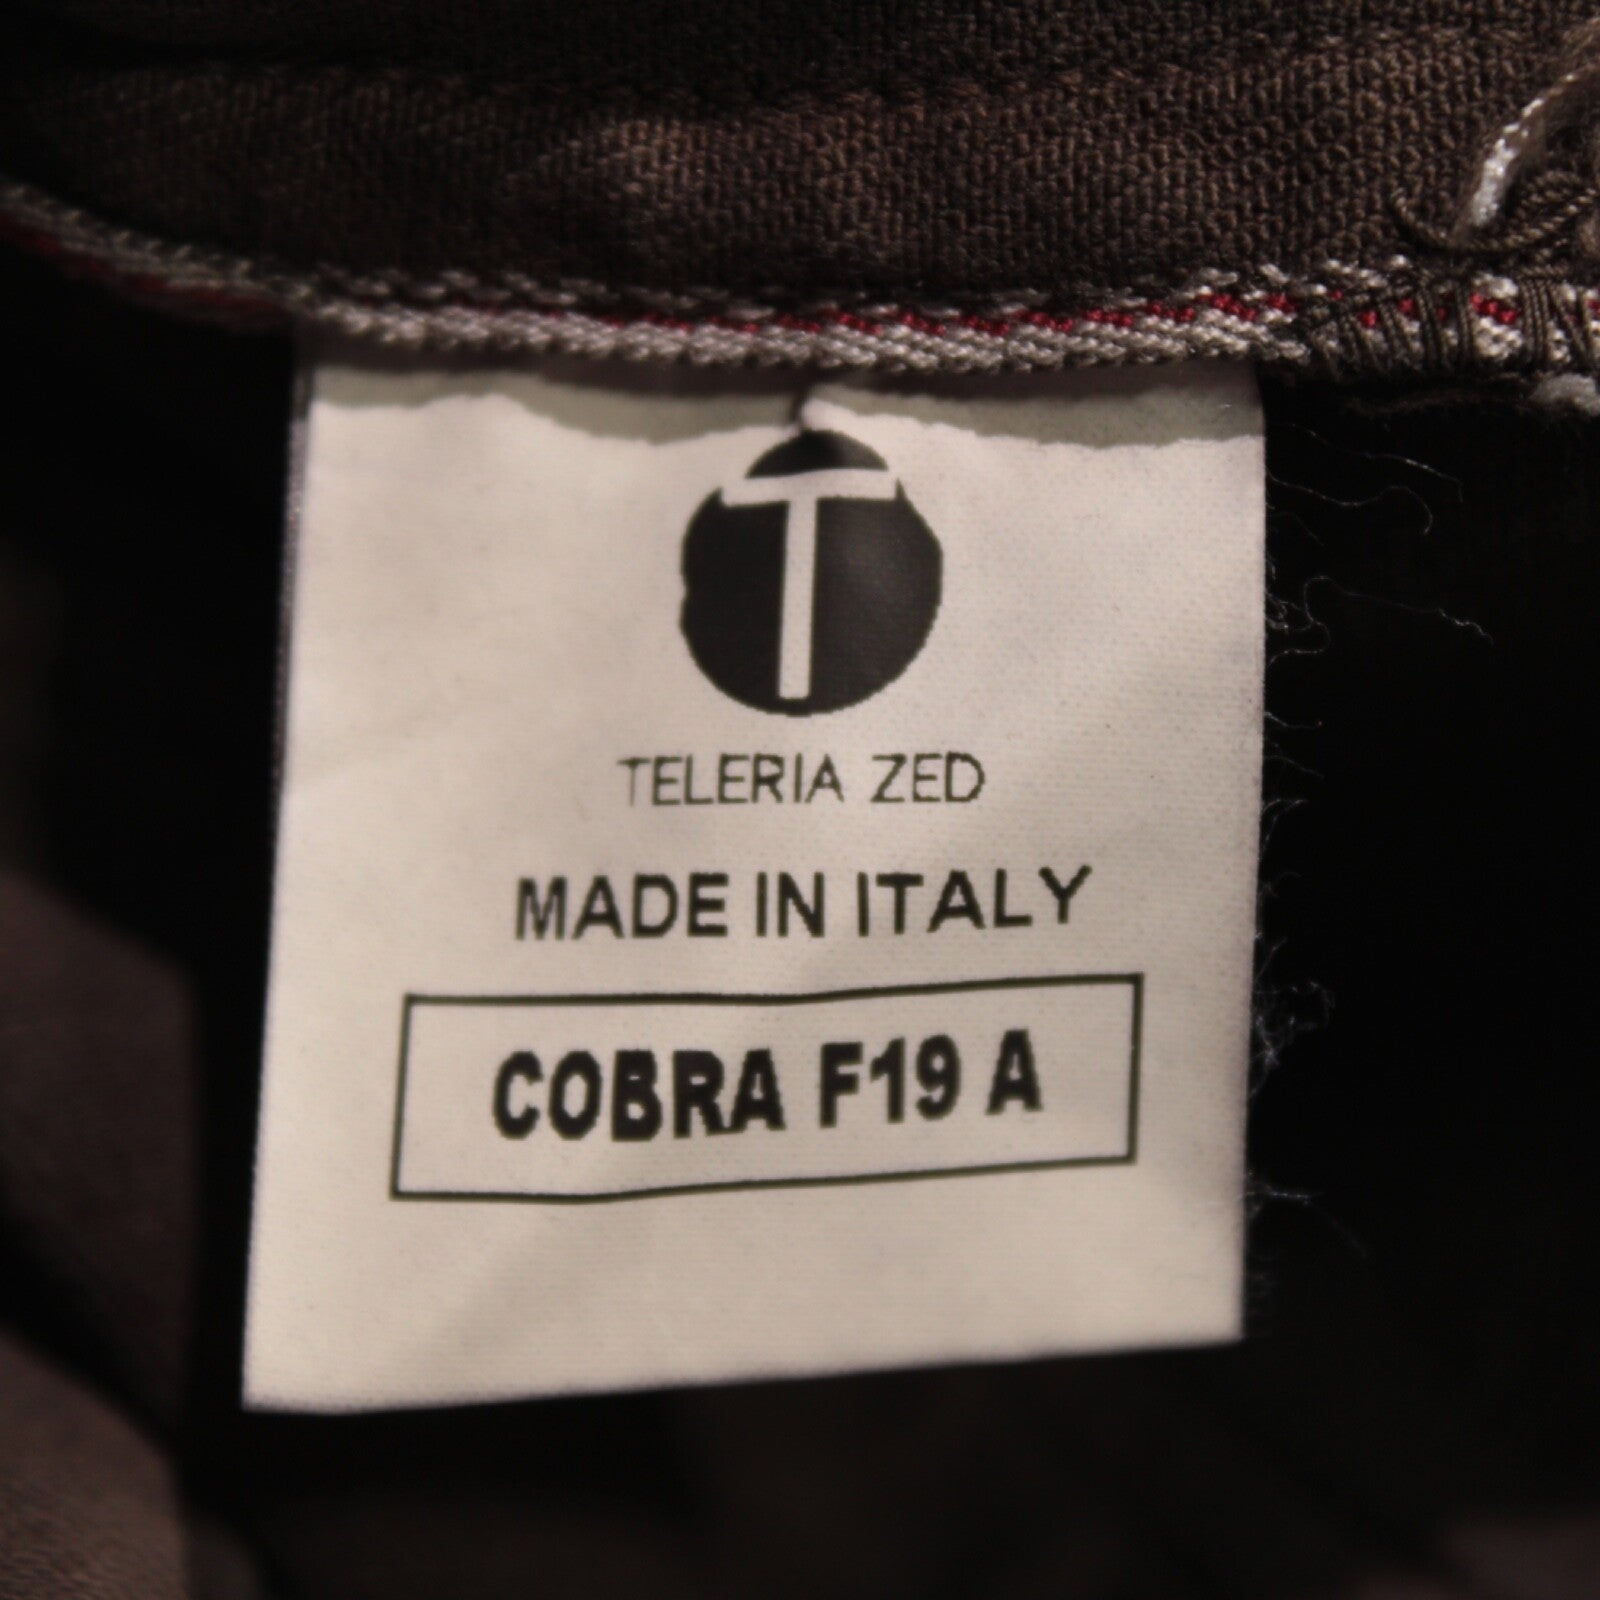 T
TELERIA ZED
MADE IN ITALY
COBRA F19 A